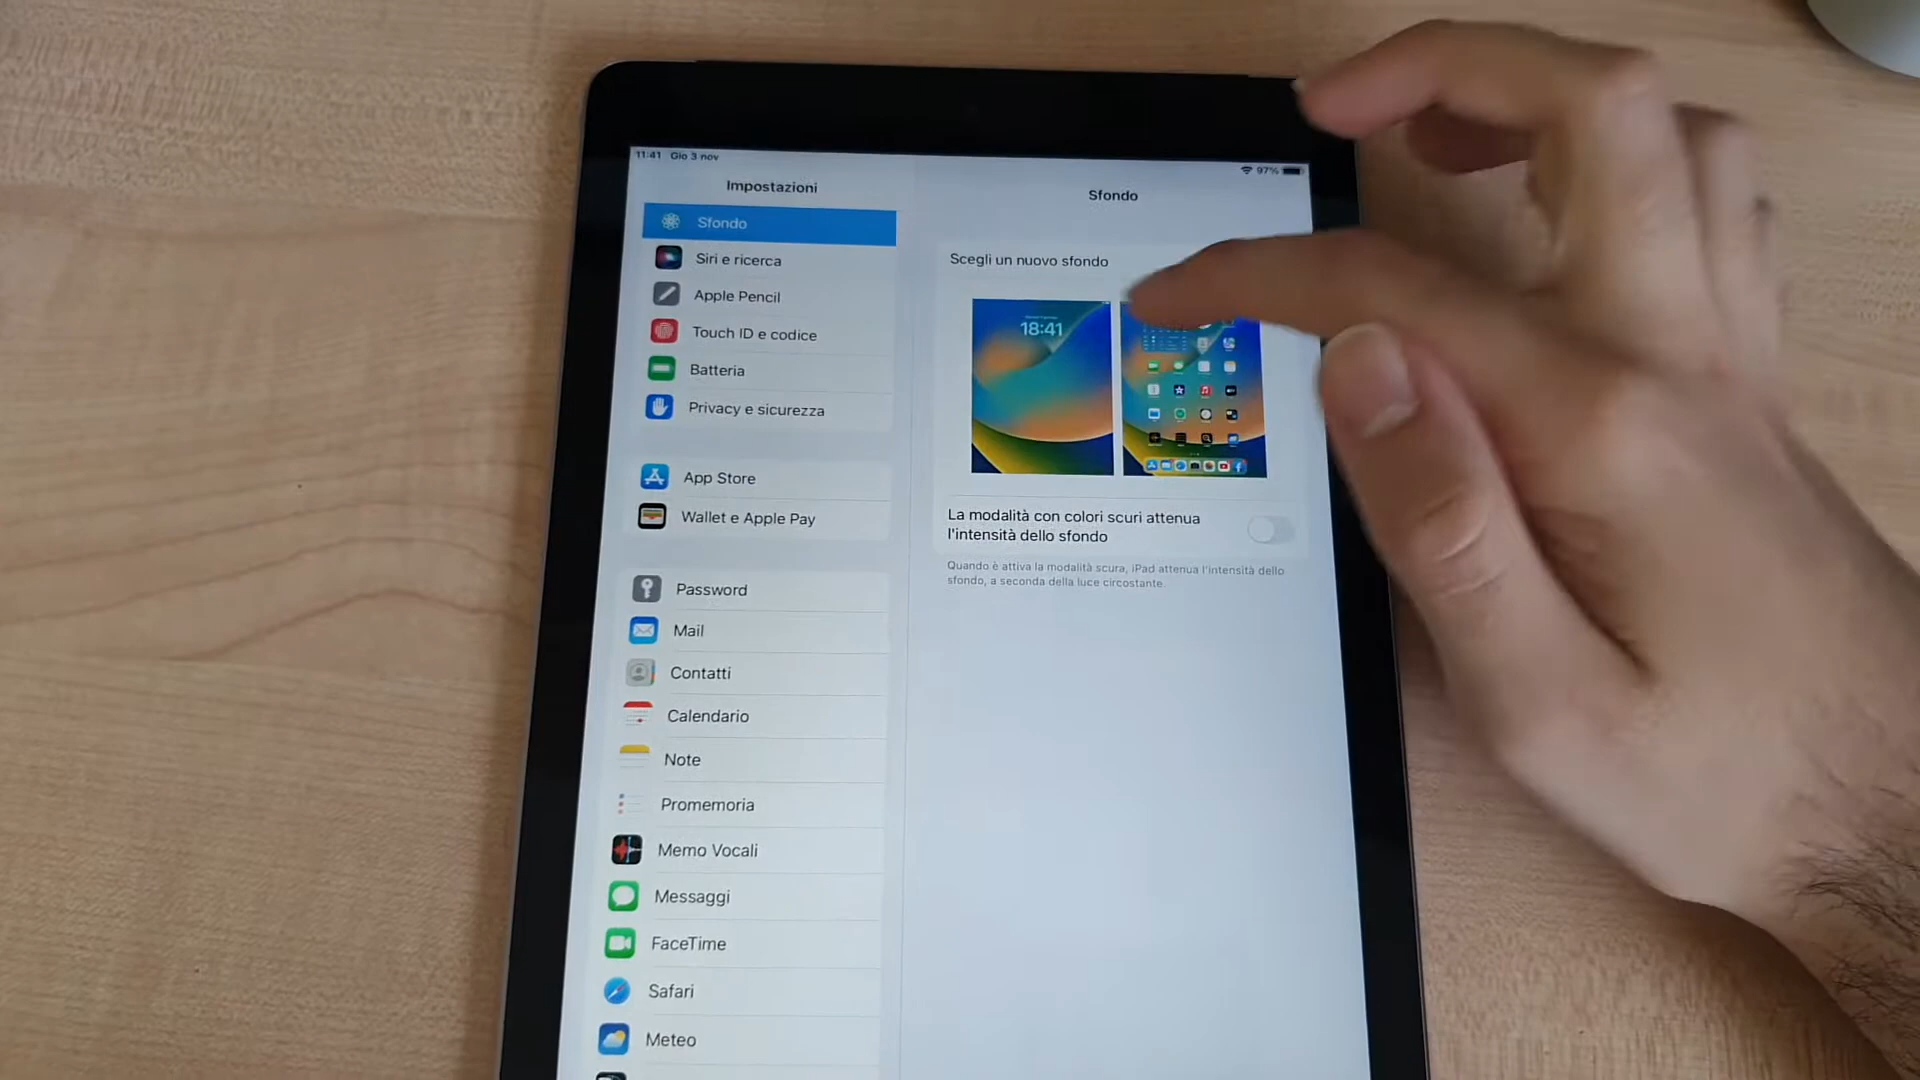 11:41 Gio 3 nov
97%
Impostazioni
Sfondo
Siri e ricerca
Apple Pencil
Touch ID e codice
Batteria
Privacy e sicurezza
App Store
Wallet e Apple Pay
Password
Mail
Contatti
Calendario
Note
Promemoria
Memo Vocali
Messaggi
FaceTime
Safari
Meteo
Sfondo
Scegli un nuovo sfondo
18:41
La modalità con colori scuri attenua
l'intensità dello sfondo
Quando è attiva la modalità scura, iPad attenua l'intensità dello
sfondo, a seconda della luce circostante.